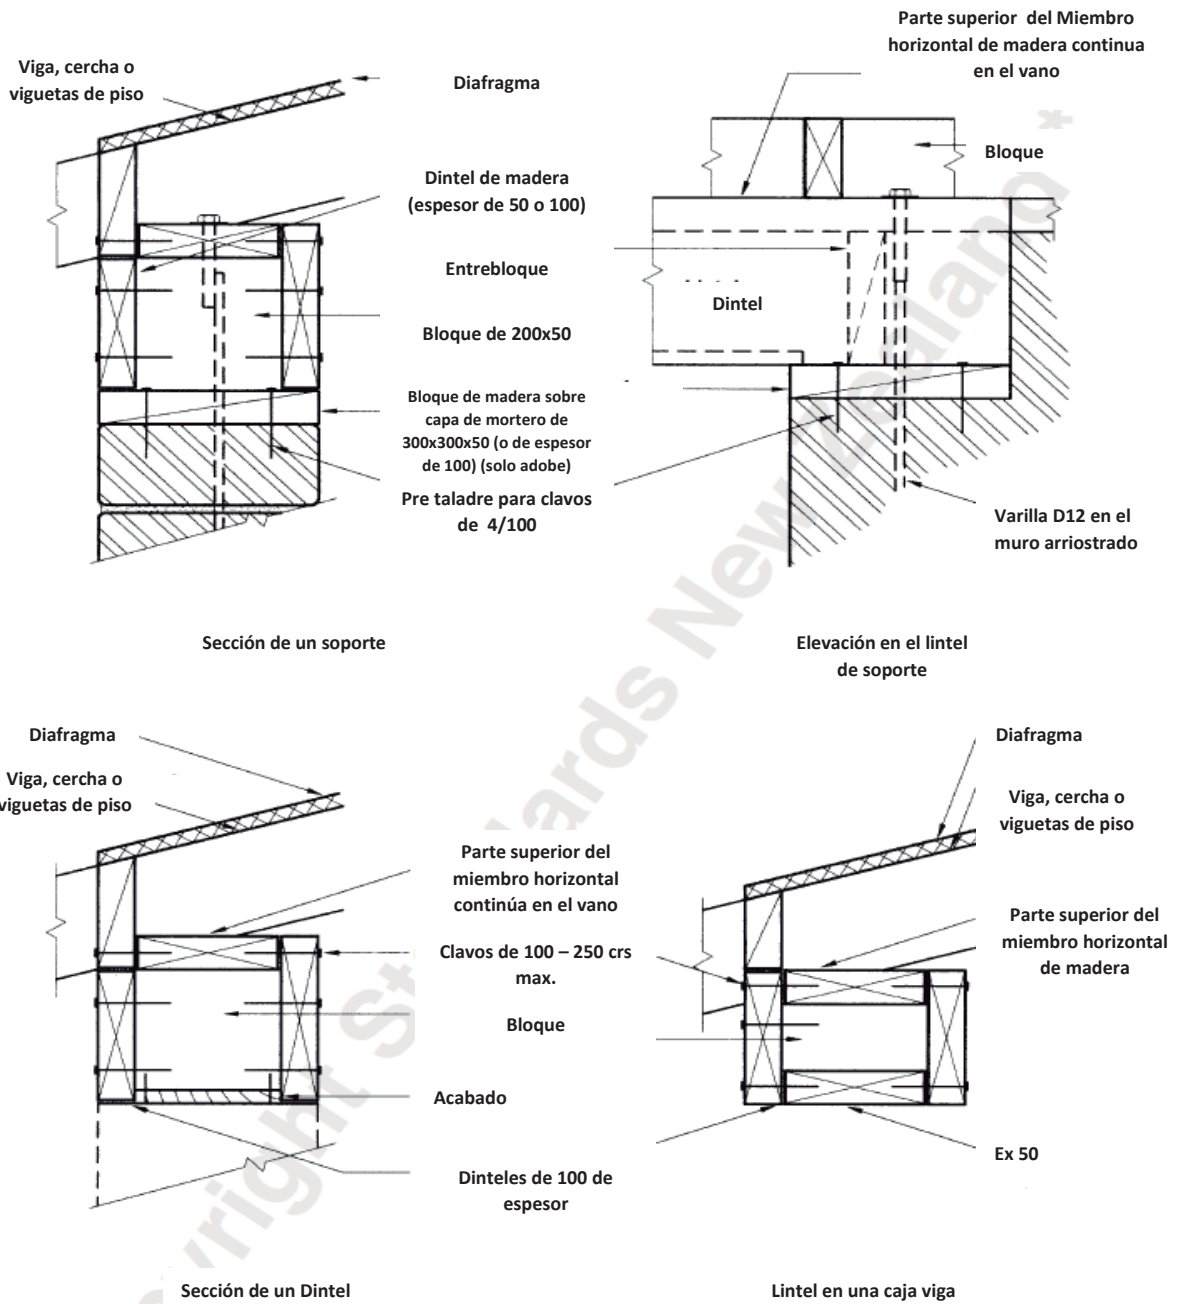 Parte superior del Miembro
horizontal de madera continua
en el vano
Viga, cercha o
viguetas de piso
Diafragma
Bloque
Dintel de madera
(espesor de 50 o 100)
Entrebloque
Dintel
Bloque de 200x50
Bloque de madera sobre
capa de mortero de
300x300x50 (o de espesor
de 100) (solo adobe)
Pre taladre para clavos
de 4/100
Varilla D12 en el
muro arriostrado
Sección de un soporte
Elevación en el lintel
de soporte
Diafragma
Viga, cercha o
viguetas de piso
Parte superior del
miembro horizontal
continúa en el vano
Clavos de 100 – 250 crs
max.
Bloque
Acabado
Dinteles de 100 de
espesor
Diafragma
Viga, cercha o
viguetas de piso
Parte superior del
miembro horizontal
de madera
Ex 50
Sección de un Dintel
Lintel en una caja viga